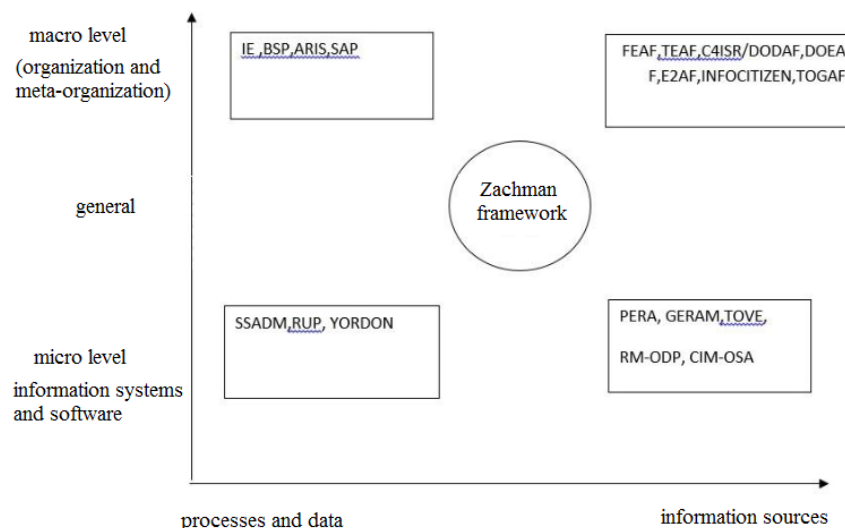 macro level
(organization and
meta-organization)
IE ,BSP,ARIS,SAP
FEAF,TEAF,C4ISR/DODAF,DOEA
F,E2AF,INFOCITIZEN,TOGAF
general
Zachman
framework
micro level
information systems
and software
SSADM,RUP, YORDON
PERA, GERAM,TOVE,
RM-ODP, CIM-OSA
processes and data
information sources